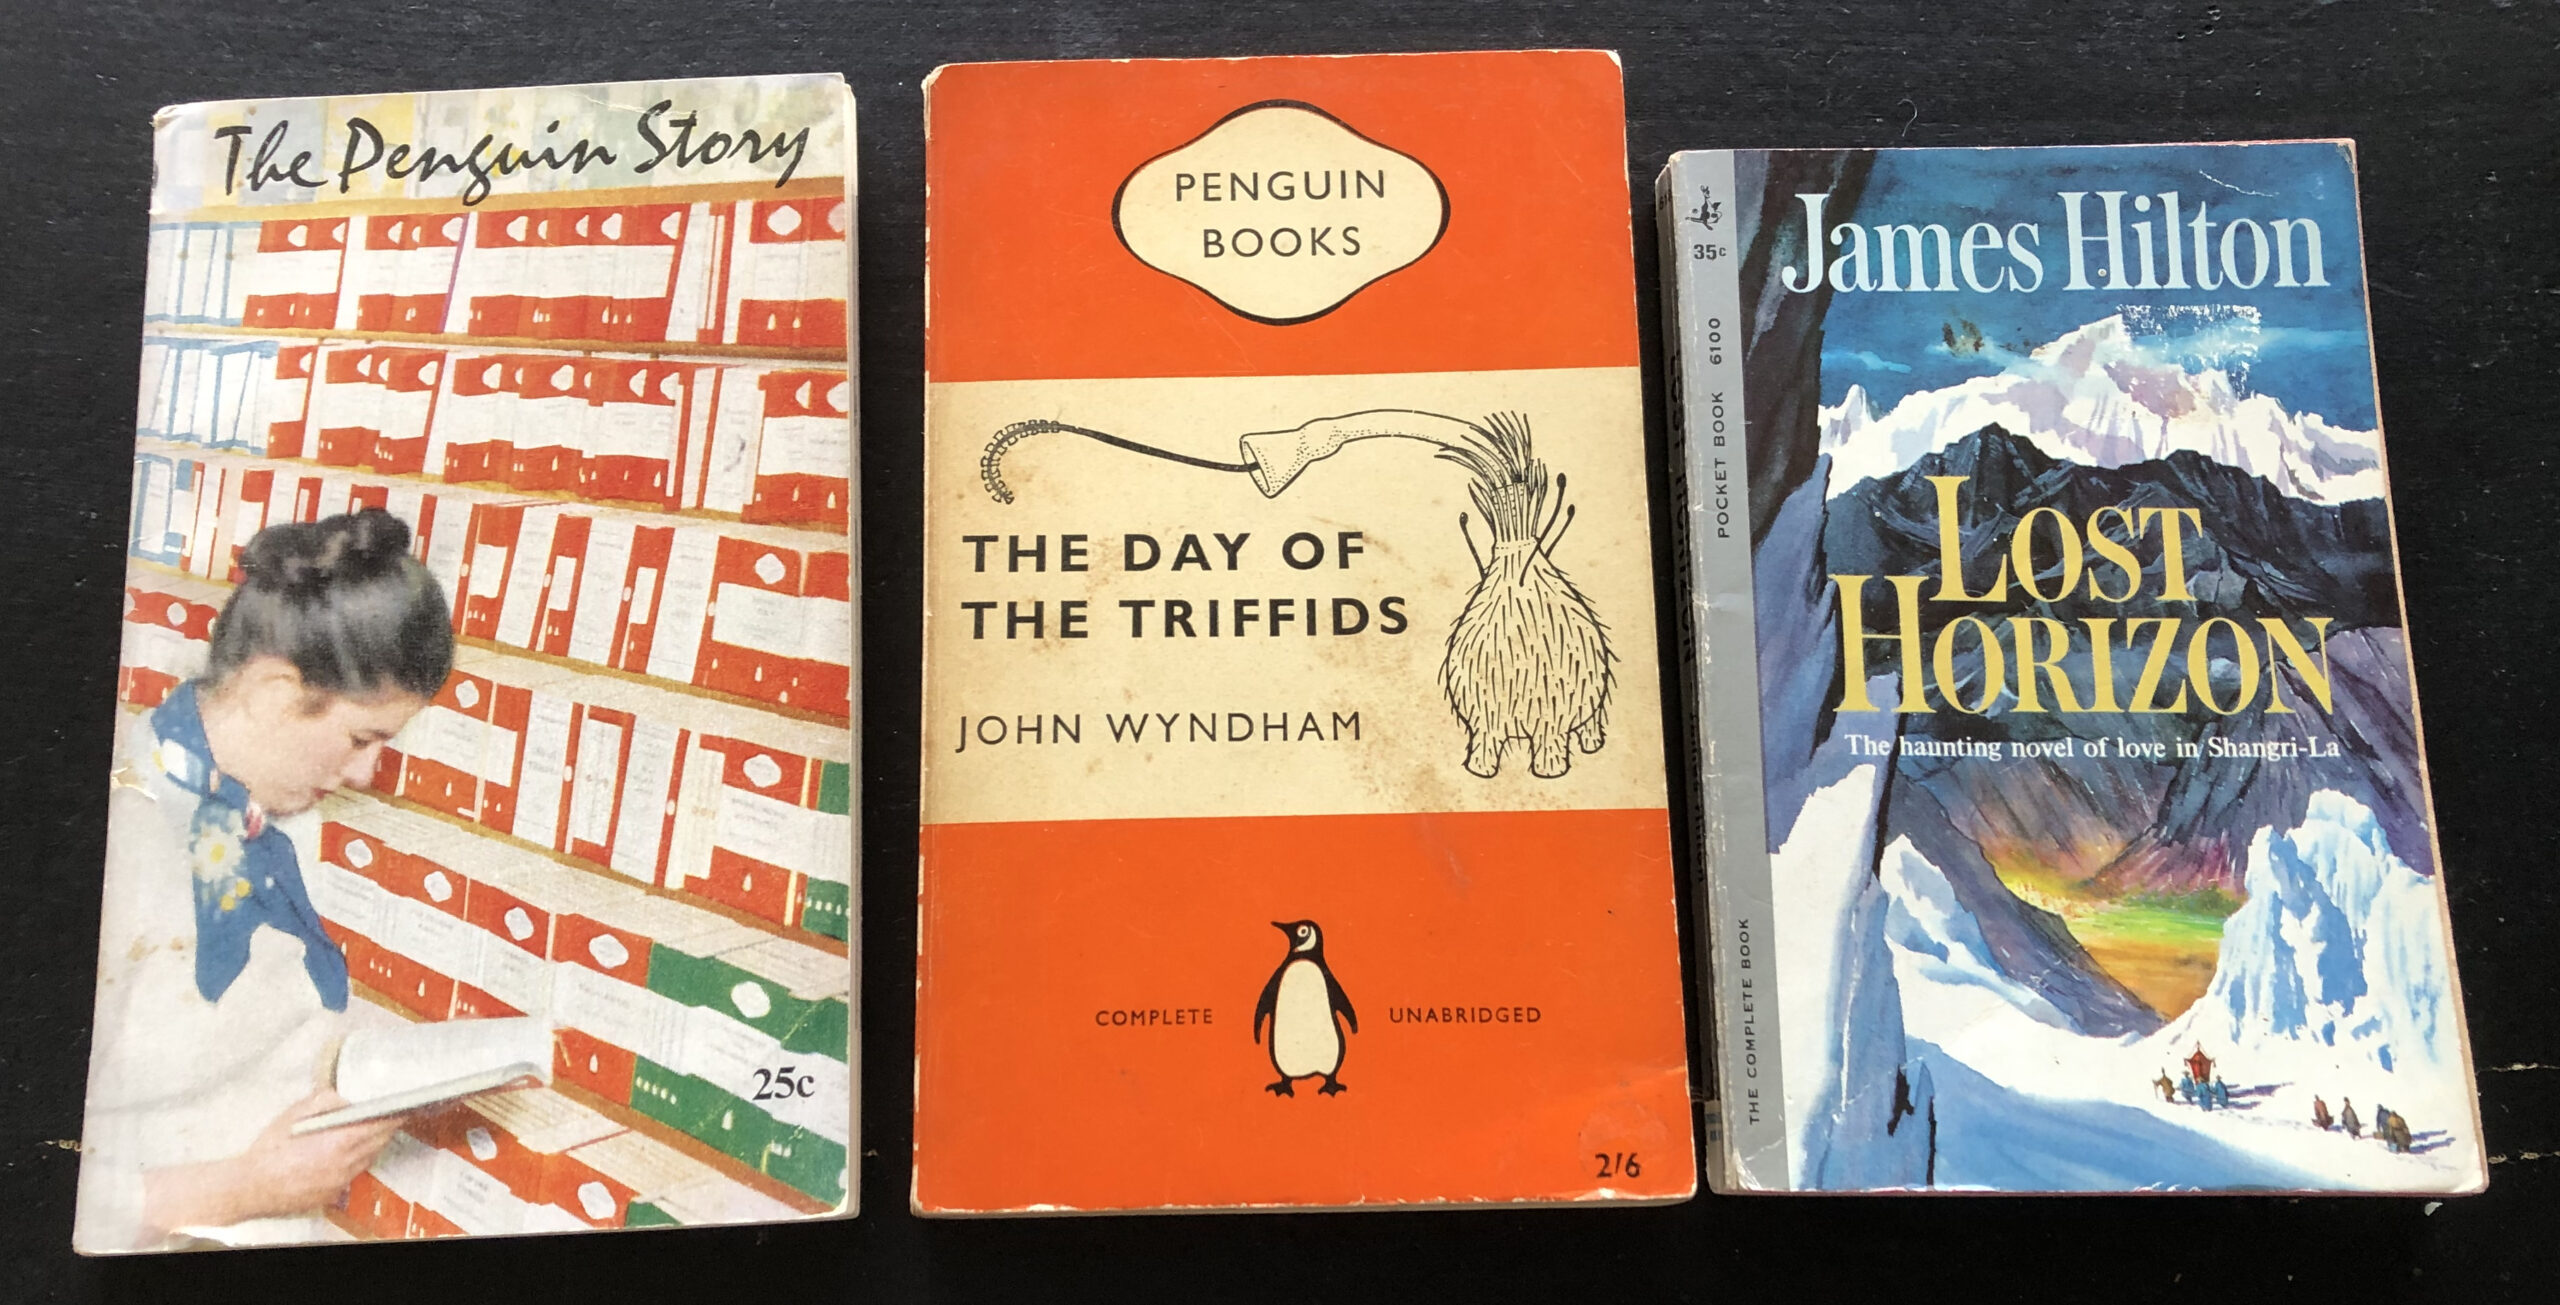 The Penguin Story
25c
PENGUIN
BOOKS
THE DAY OF
THE TRIFFIDS
JOHN WYNDHAM
COMPLETE UNABRIDGED
2/6
35c
POCKET BOOK 6100
THE COMPLETE BOOK
James Hilton
LOST
HORIZON
The haunting novel of love in Shangri-La